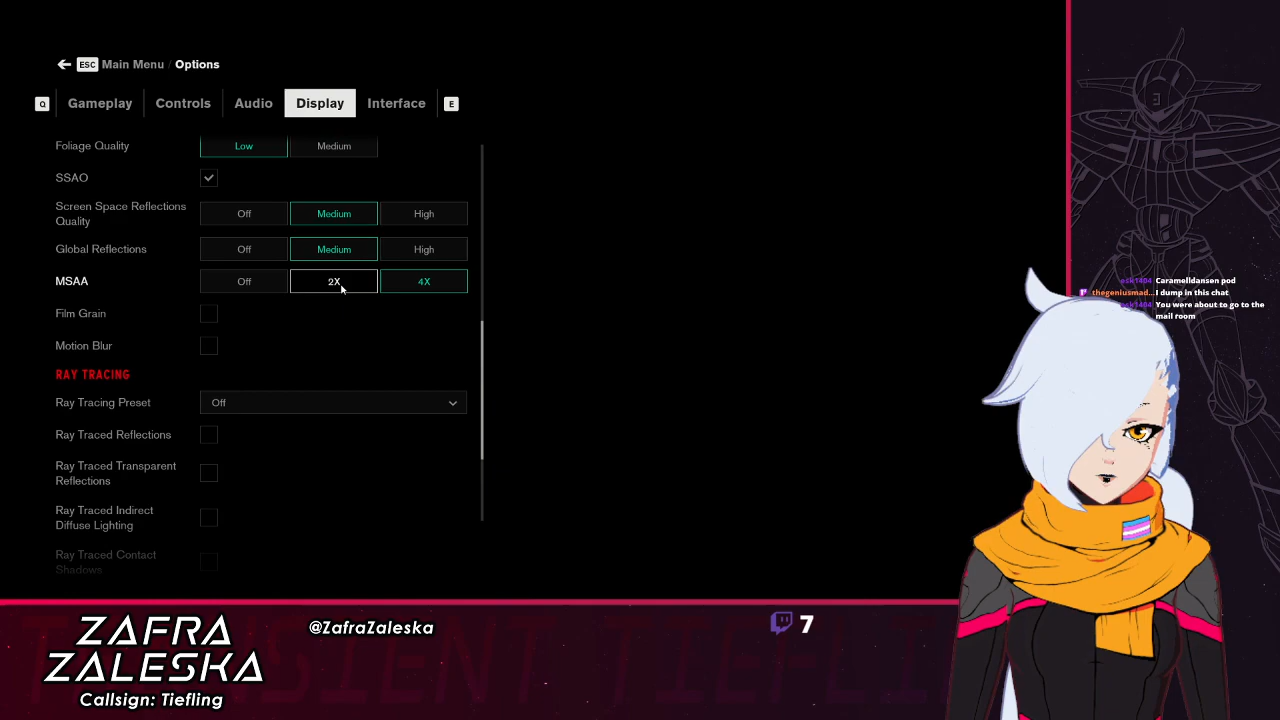 ESC Main Menu / Options
Q Gameplay Controls Audio Display Interface E
Foliage Quality Low Medium
SSAO
Screen Space Reflections
Quality
Off Medium High
Global Reflections Off Medium High
MSAA Off 2X 4X
Film Grain
Motion Blur
RAY TRACING
Ray Tracing Preset Off
Ray Traced Reflections
Ray Traced Transparent
Reflections
Ray Traced Indirect
Diffuse Lighting
Ray Traced Contact
Shadows
esk1404 Caramelldansen pod
thegeniusmad... I dump in this chat
esk1404 You were about to go to the
mail room
ZAFRA
ZALESKA
Callsign: Tiefling
@ZafraZaleska
7